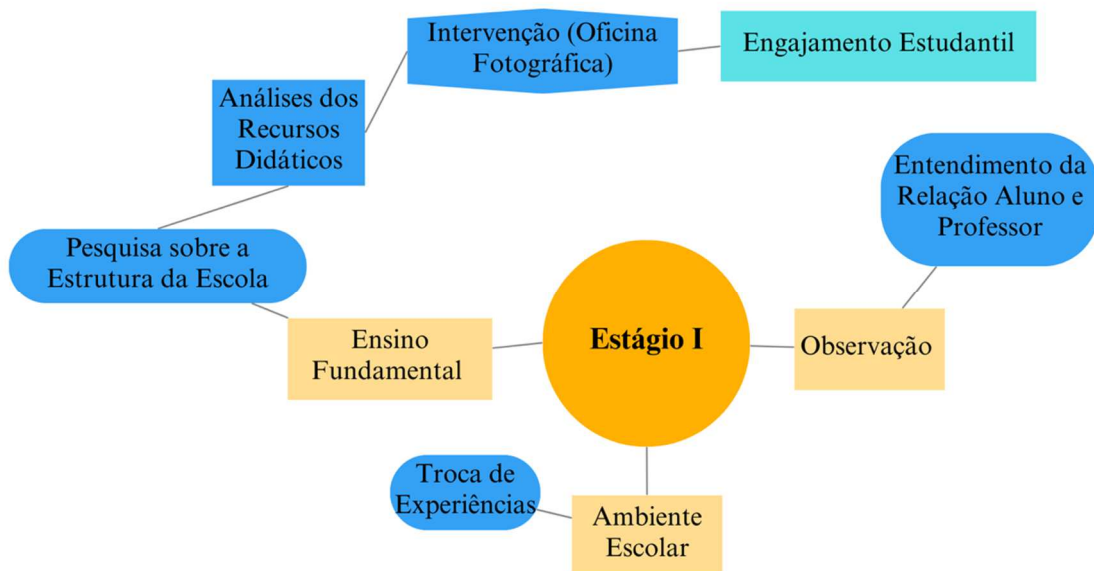 Intervenção (Oficina
Fotográfica)
Engajamento Estudantil
Análises dos
Recursos
Didáticos
Entendimento da
Relação Aluno e
Professor
Pesquisa sobre a
Estrutura da Escola
Ensino
Fundamental
Estágio I
Observação
Troca de
Experiências
Ambiente
Escolar